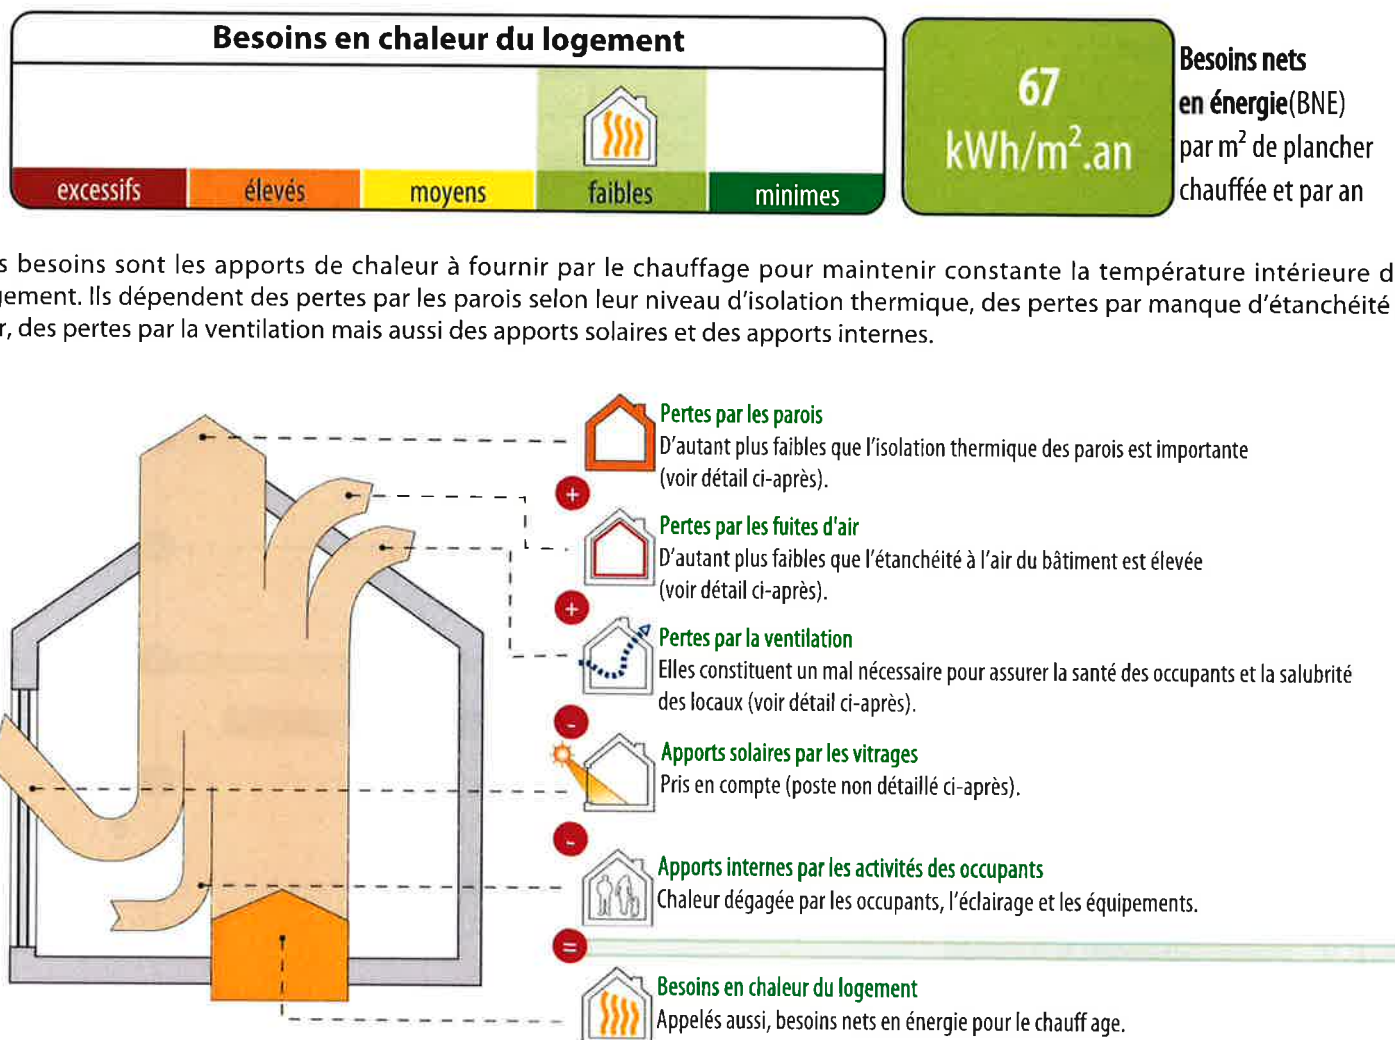 Besoins en chaleur du logement
excessifs
élevés
moyens
faibles
minimes
67
kWh/m².an
Besoins nets
en énergie(BNE)
par m² de plancher
chauffée et par an
besoins sont les apports de chaleur à fournir par le chauffage pour maintenir constante la température intérieure
Ils dépendent des pertes par les parois selon leur niveau d'isolation thermique, des pertes par manque d'étanchéité
des pertes par la ventilation mais aussi des apports solaires et des apports internes.
Pertes par les parois
D'autant plus faibles que l'isolation thermique des parois est importante
(voir détail ci-après).
+
Pertes par les fuites d'air
D'autant plus faibles que l'étanchéité à l'air du bâtiment est élevée
(voir détail ci-après).
+
Pertes par la ventilation
Elles constituent un mal nécessaire pour assurer la santé des occupants et la salubrité
des locaux (voir détail ci-après).
-
Apports solaires par les vitrages
Pris en compte (poste non détaillé ci-après).
-
Apports internes par les activités des occupants
Chaleur dégagée par les occupants, l'éclairage et les équipements.
=
Besoins en chaleur du logement
Appelés aussi, besoins nets en énergie pour le chauff age.